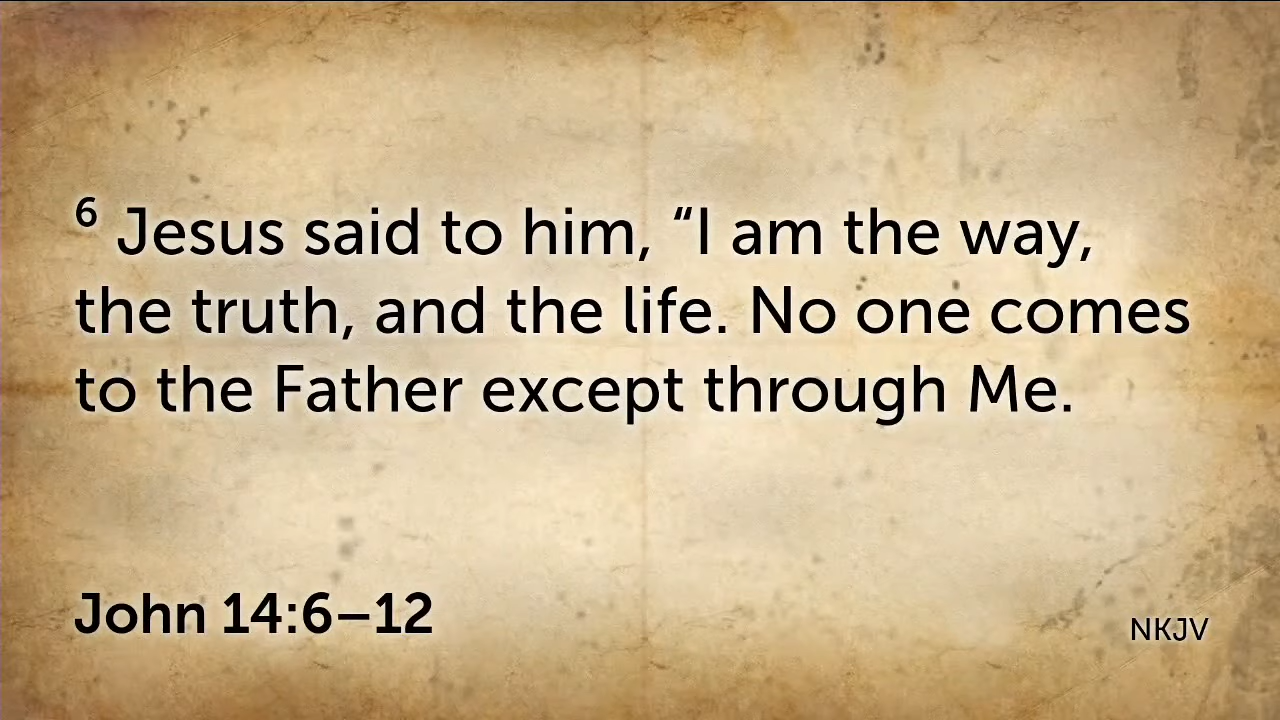 6 Jesus said to him, “I am the way,
the truth, and the life. No one comes
to the Father except through Me.
John 14:6–12
NKJV